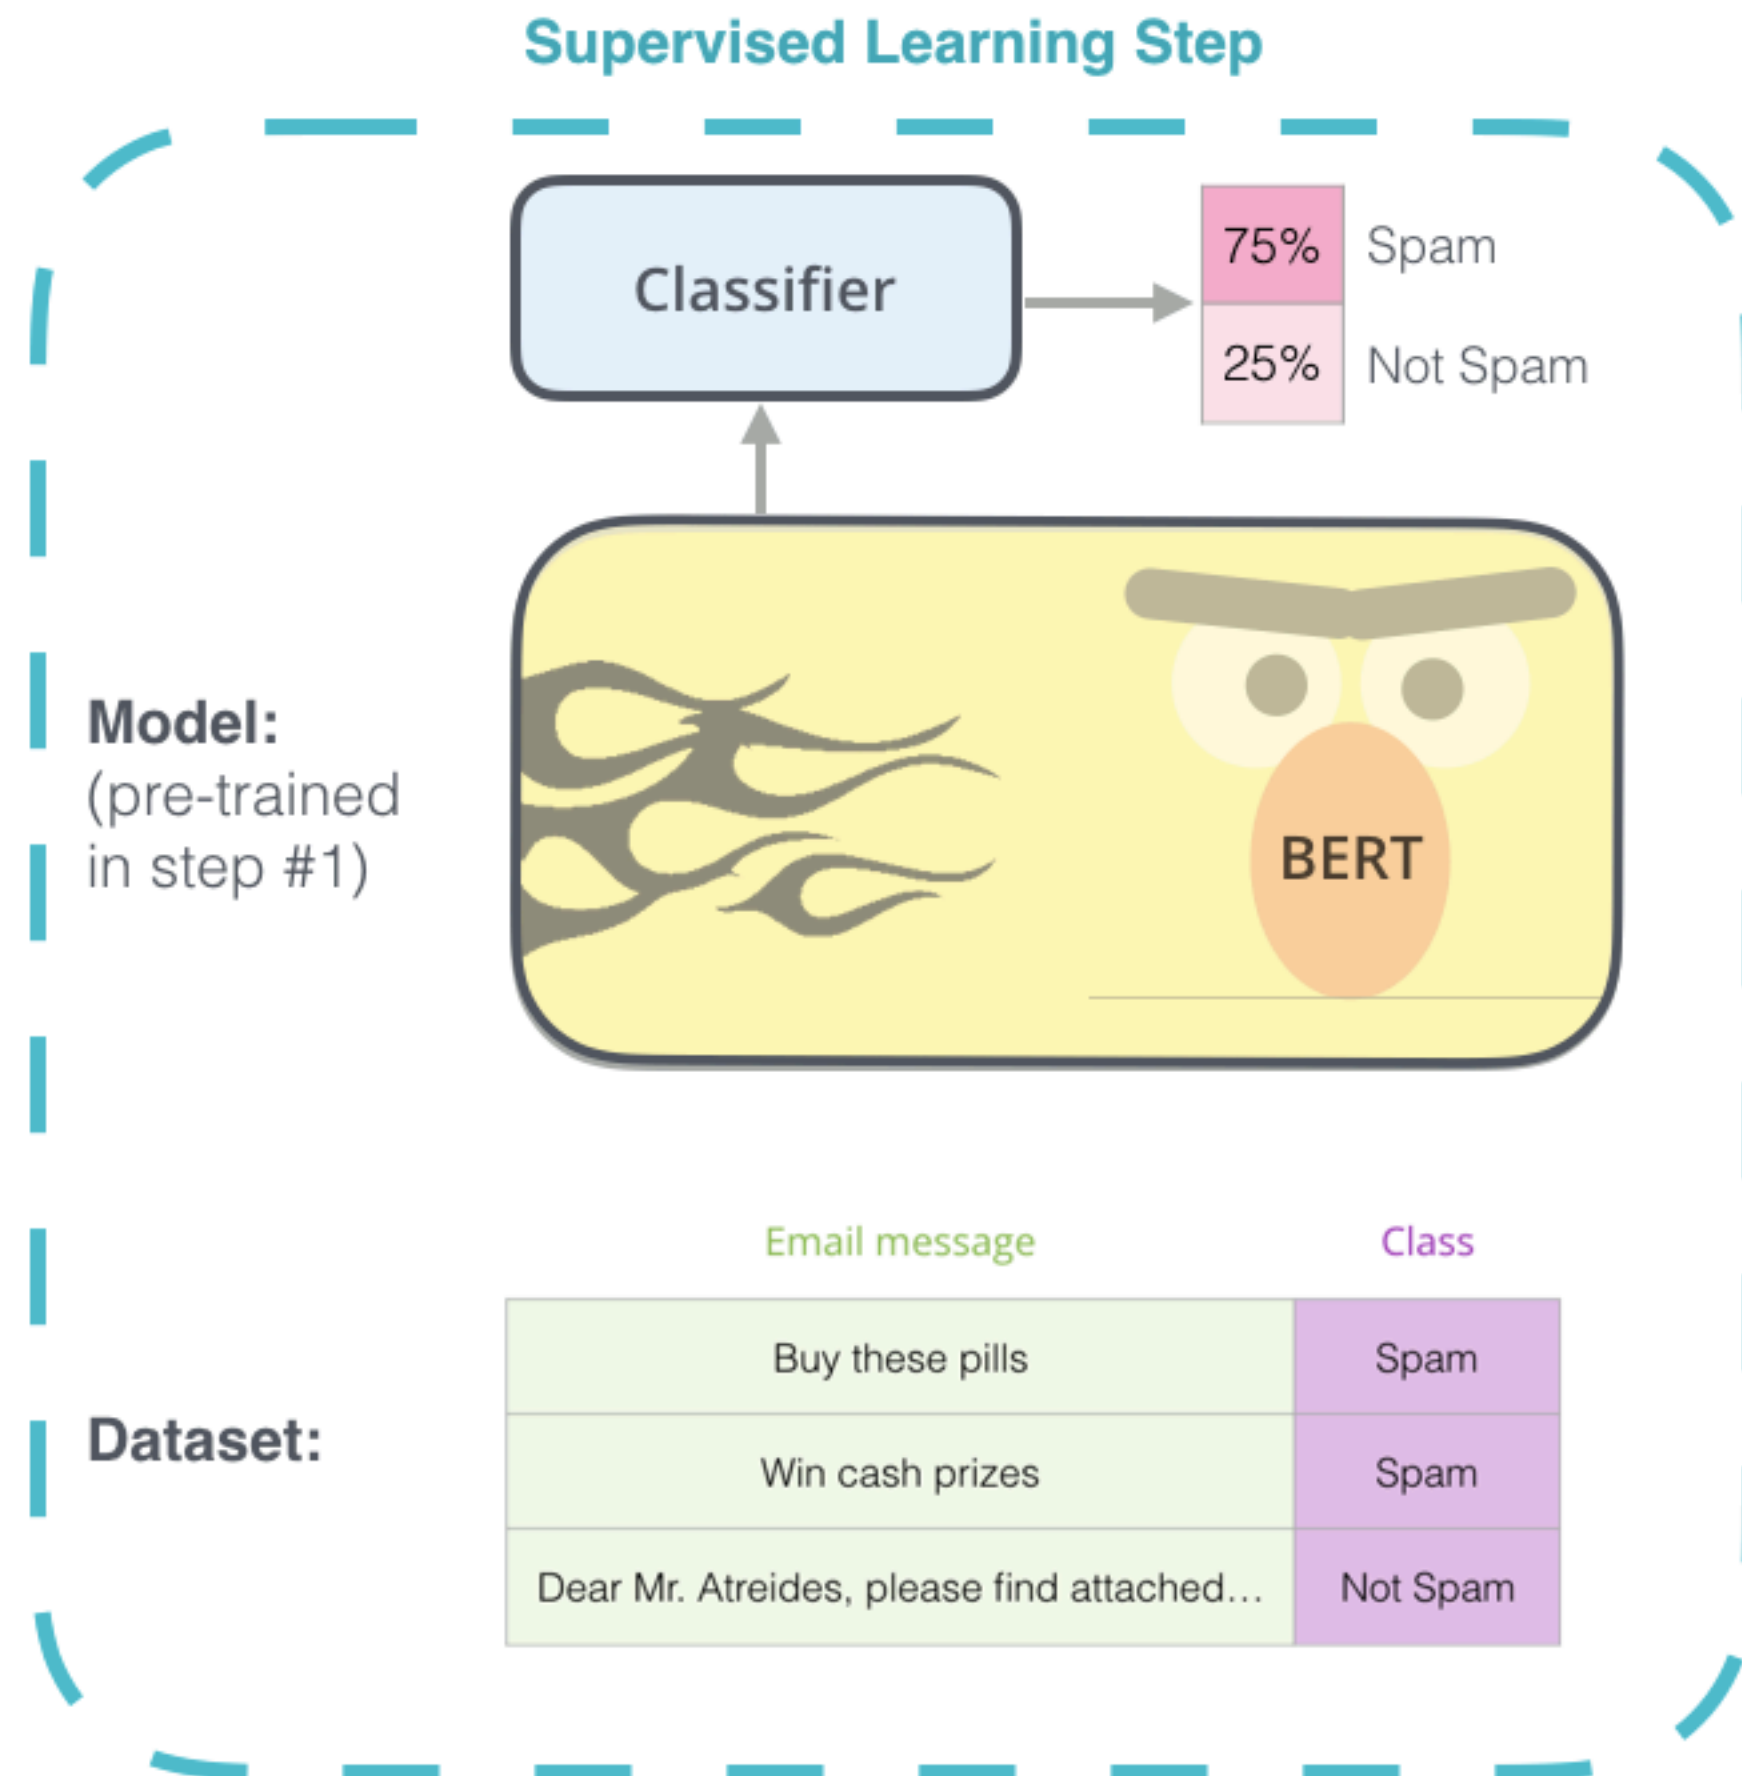 Supervised Learning Step
Classifier
75% Spam
25% Not Spam
Model:
(pre-trained
in step #1)
BERT
Email message Class
Buy these pills Spam
Dataset:
Win cash prizes Spam
Dear Mr. Atreides, please find attached... Not Spam